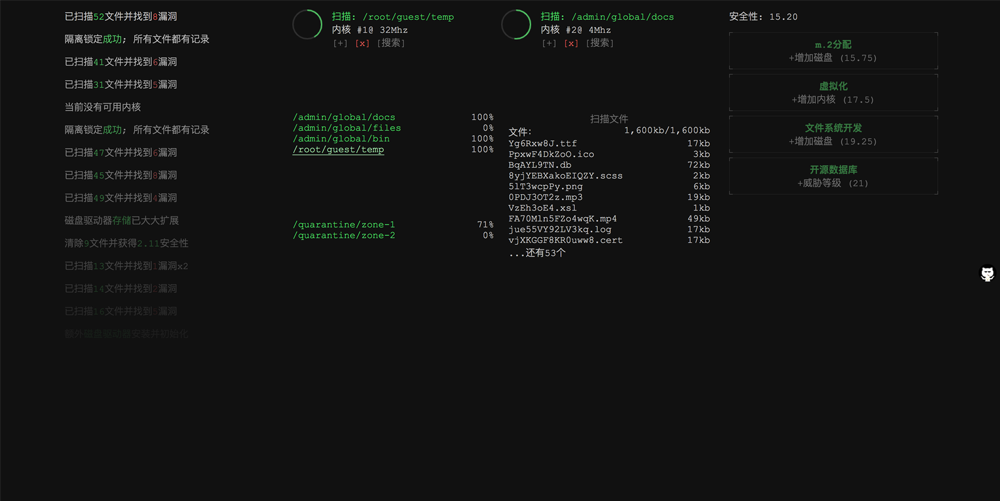 已扫描52文件并找到8漏洞
隔离锁定成功; 所有文件都有记录
已扫描41文件并找到6漏洞
已扫描31文件并找到5漏洞
当前没有可用内核
隔离锁定成功; 所有文件都有记录
已扫描47文件并找到6漏洞
已扫描45文件并找到8漏洞
已扫描49文件并找到4漏洞
磁盘驱动器存储已大大扩展
清除9文件并获得2.11安全性
已扫描13文件并找到1漏洞x2
已扫描14文件并找到2漏洞
已扫描16文件并找到1漏洞
扫描: /root/guest/temp
内核 #1@ 32Mhz
[+] [x] [搜索]
扫描: /admin/global/docs
内核 #2@ 4Mhz
[+] [x] [搜索]
/admin/global/docs 100%
/admin/global/files 0%
/admin/global/bin 100%
/root/guest/temp 100%
/quarantine/zone-1 71%
/quarantine/zone-2 0%
扫描文件
文件: 1,600kb/1,600kb
Yg6Rxw8J.ttf 17kb
PpxwF4DkZoO.ico 3kb
BqAYL9TN.db 72kb
8yjYEBXakoEIQZY.scss 2kb
5lT3wcpPy.png 6kb
0PDJ3OT2z.mp3 19kb
VzEh3oE4.xsl 1kb
FA70Mln5FZo4wqK.mp4 49kb
jue55VY92LV3kq.log 17kb
vjXKGGF8KR0uww8.cert 17kb
...还有53个
安全性: 15.20
m.2分配
+增加磁盘 (15.75)
虚拟化
+增加内核 (17.5)
文件系统开发
+增加磁盘 (19.25)
开源数据库
+威胁等级 (21)